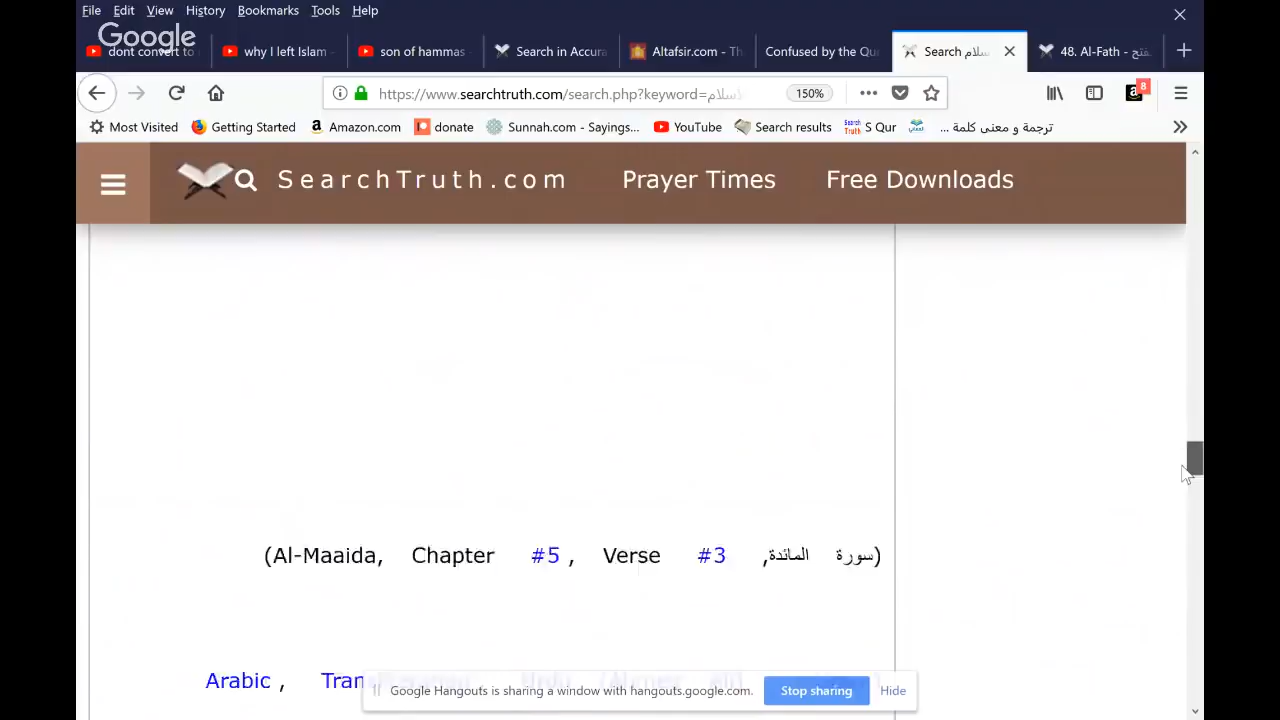 File Edit View History Bookmarks Tools Help
Google
dont convert to
why I left Islam -
son of hammas
Search in Accura
Altafsir.com - Th
Confused by the Qu
Search
48. Al-Fath -
https://www.searchtruth.com/search.php?keyword=
150%
8
Most Visited
Getting Started
Amazon.com
donate
Sunnah.com - Sayings,...
YouTube
Search results
Search Truth
S Qur
ترجمة و معنى كلمة ...
SearchTruth.com
Prayer Times
Free Downloads
(Al-Maaida, Chapter #5, Verse #3 ,سورة المائدة)
Arabic,
Google Hangouts is sharing a window with hangouts.google.com.
Stop sharing
Hide